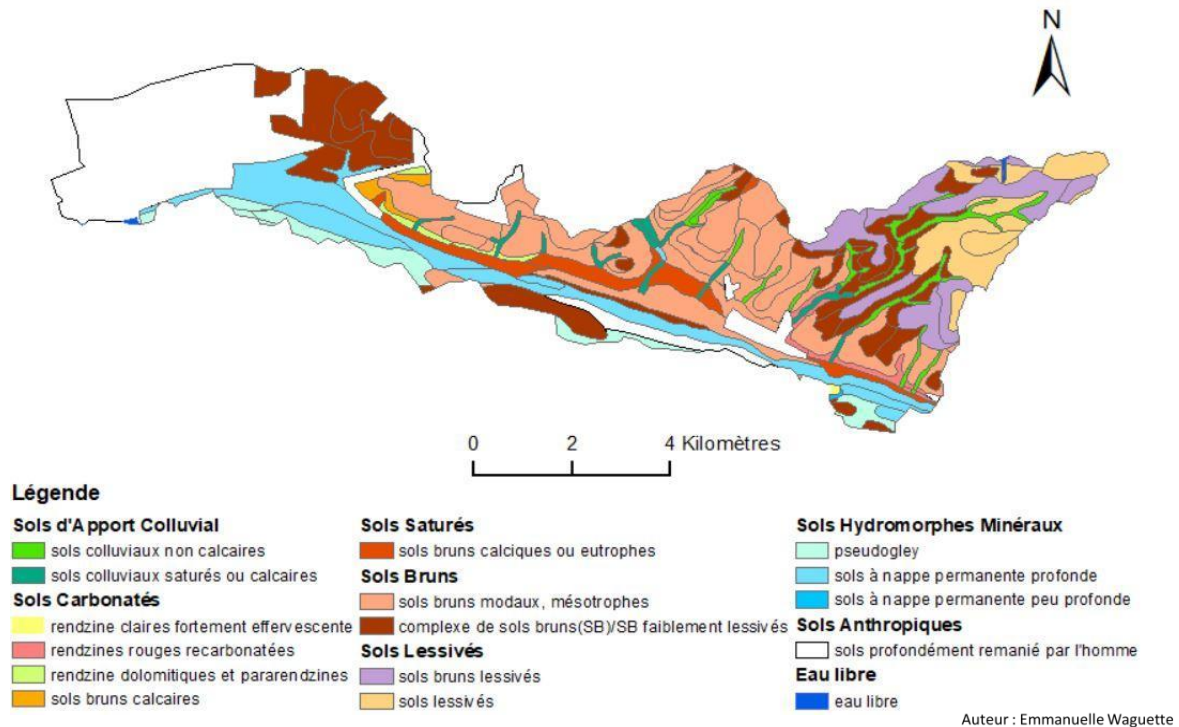 N
0 2 4 Kilomètres
Légende
Sols d'Apport Colluvial
sols colluviaux non calcaires
sols colluviaux saturés ou calcaires
Sols Carbonatés
rendzine claires fortement effervescente
rendzines rouges recarbonatées
rendzine dolomitiques et pararendzines
sols bruns calcaires
Sols Saturés
sols bruns calciques ou eutrophes
Sols Bruns
sols bruns modaux, mésotrophes
complexe de sols bruns(SB)/SB faiblement lessivés
Sols Lessivés
sols bruns lessivés
sols lessivés
Sols Hydromorphes Minéraux
pseudogley
sols à nappe permanente profonde
sols à nappe permanente peu profonde
Sols Anthropiques
sols profondément remanié par l'homme
Eau libre
eau libre
Auteur : Emmanuelle Waguette